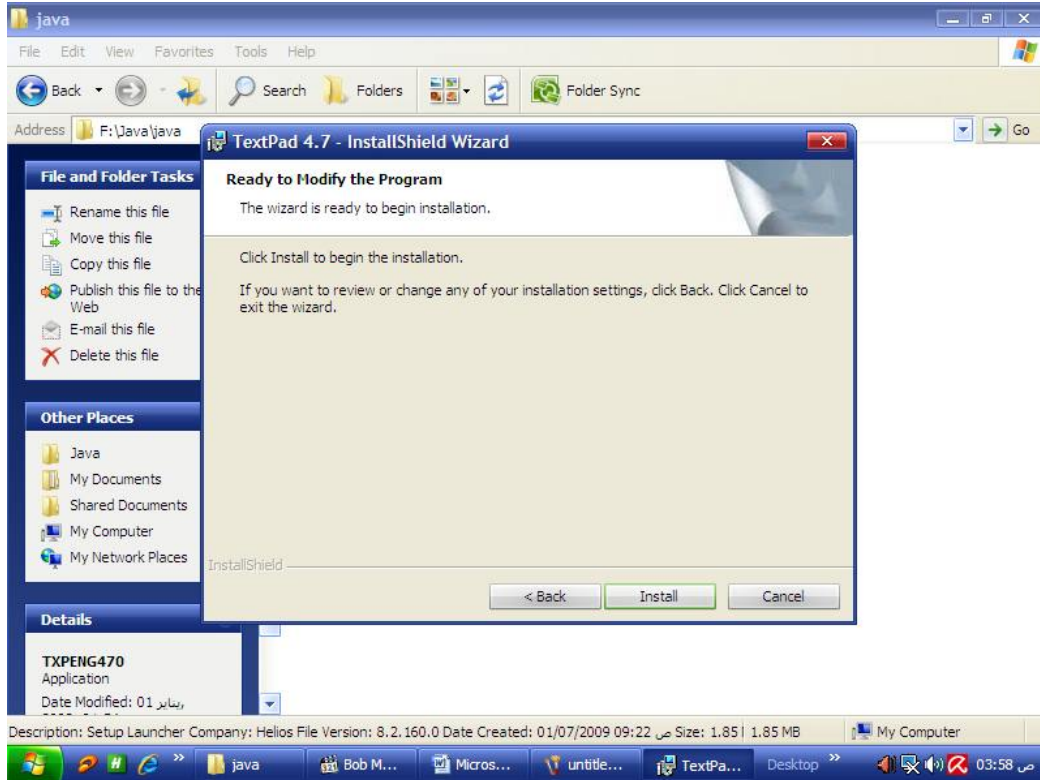 java
File Edit View Favorites Tools Help
Back Search Folders Folder Sync
Address F:\Java\java Go
TextPad 4.7 - InstallShield Wizard
Ready to Modify the Program
The wizard is ready to begin installation.
Click Install to begin the installation.
If you want to review or change any of your installation settings, click Back. Click Cancel to
exit the wizard.
InstallShield
< Back Install Cancel
File and Folder Tasks
Rename this file
Move this file
Copy this file
Publish this file to the
Web
E-mail this file
Delete this file
Other Places
Java
My Documents
Shared Documents
My Computer
My Network Places
Details
TXPENG470
Application
Date Modified: 01 يناير,
Description: Setup Launcher Company: Helios File Version: 8.2.160.0 Date Created: 01/07/2009 09:22 ص Size: 1.85 1.85 MB My Computer
java Bob M... Micros... untitle... TextPa... Desktop 03:58 ص